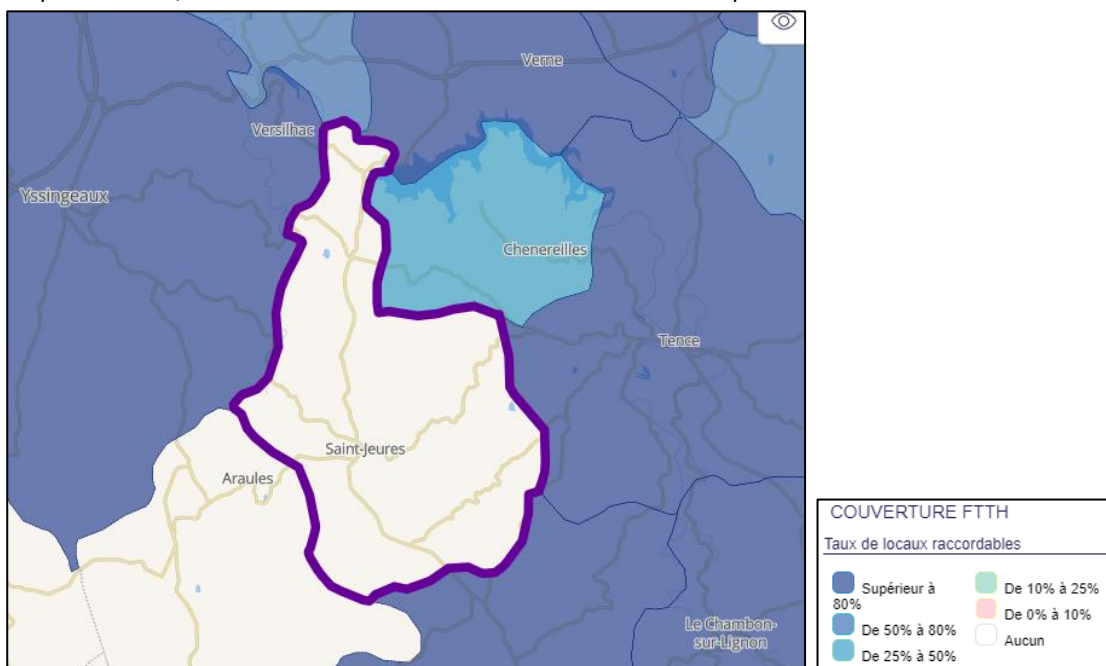 Verne
Versilhac
Yssingeaux
Chenereilles
Tence
Saint-Jeures
Araules
Le Chambon-
sur-Lignon
COUVERTURE FTTH
Taux de locaux raccordables
Supérieur à
80%
De 50% à 80%
De 25% à 50%
De 10% à 25%
De 0% à 10%
Aucun